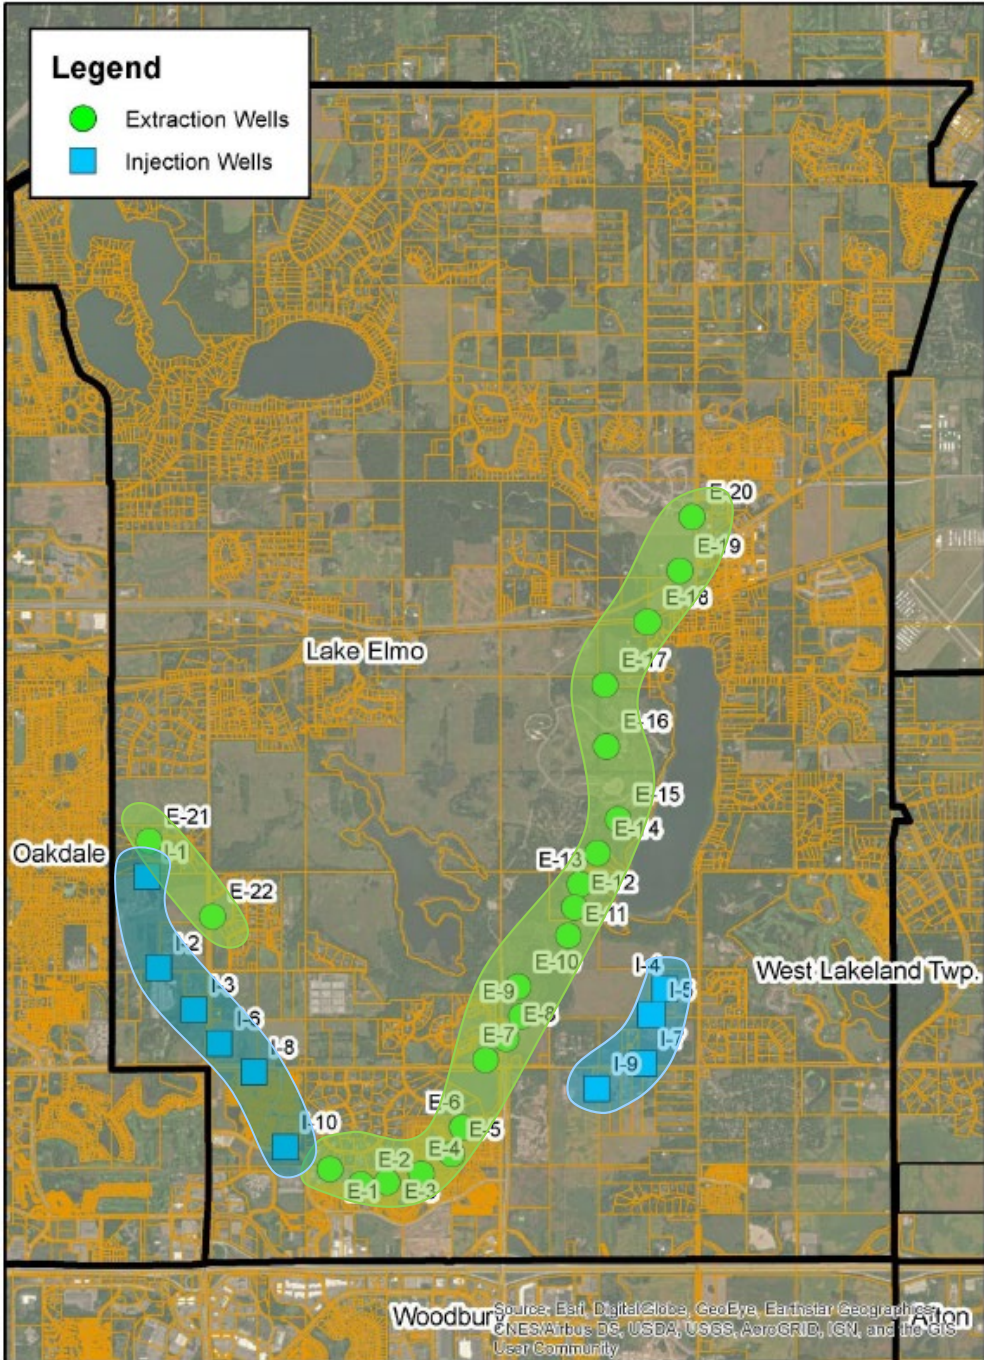 Legend
Extraction Wells
Injection Wells
E-20
E-19
E-18
Lake Elmo
E-17
E-16
E-15
E-21
E-14
Oakdale
I-1
E-13
E-12
E-22
E-11
I-2
E-10
I-4
West Lakeland Twp.
I-3
E-9
I-5
I-6
E-8
E-7
I-7
I-8
I-9
E-6
I-10
E-5
E-4
E-2
E-1
E-3
Woodbury
Afton
Source: Esri, DigitalGlobe, GeoEye, Earthstar Geographics,
CNES/Airbus DS, USDA, USGS, AeroGRID, IGN, and the GIS
User Community